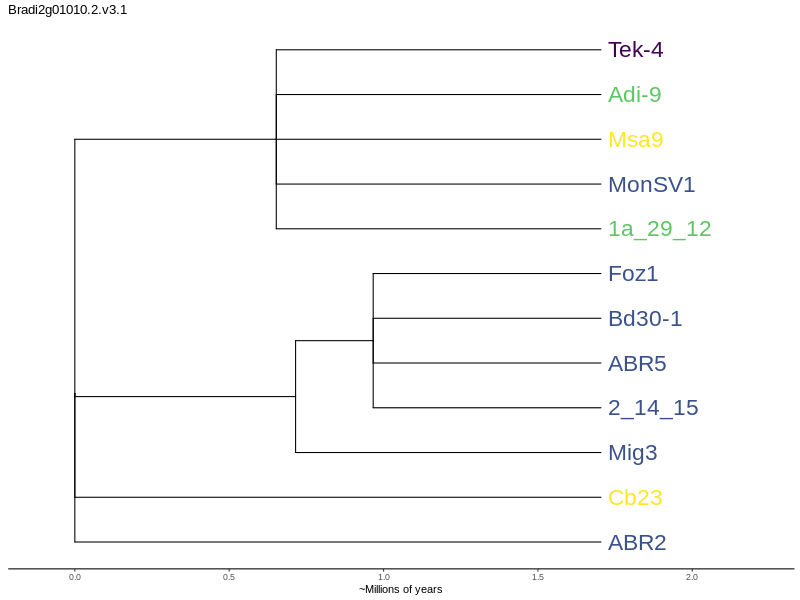 Bradi2g01010.2.v3.1
Tek-4
Adi-9
Msa9
MonSV1
1a_29_12
Foz1
Bd30-1
ABR5
2_14_15
Mig3
Cb23
ABR2
0.0 0.5 1.0 1.5 2.0
~Millions of years